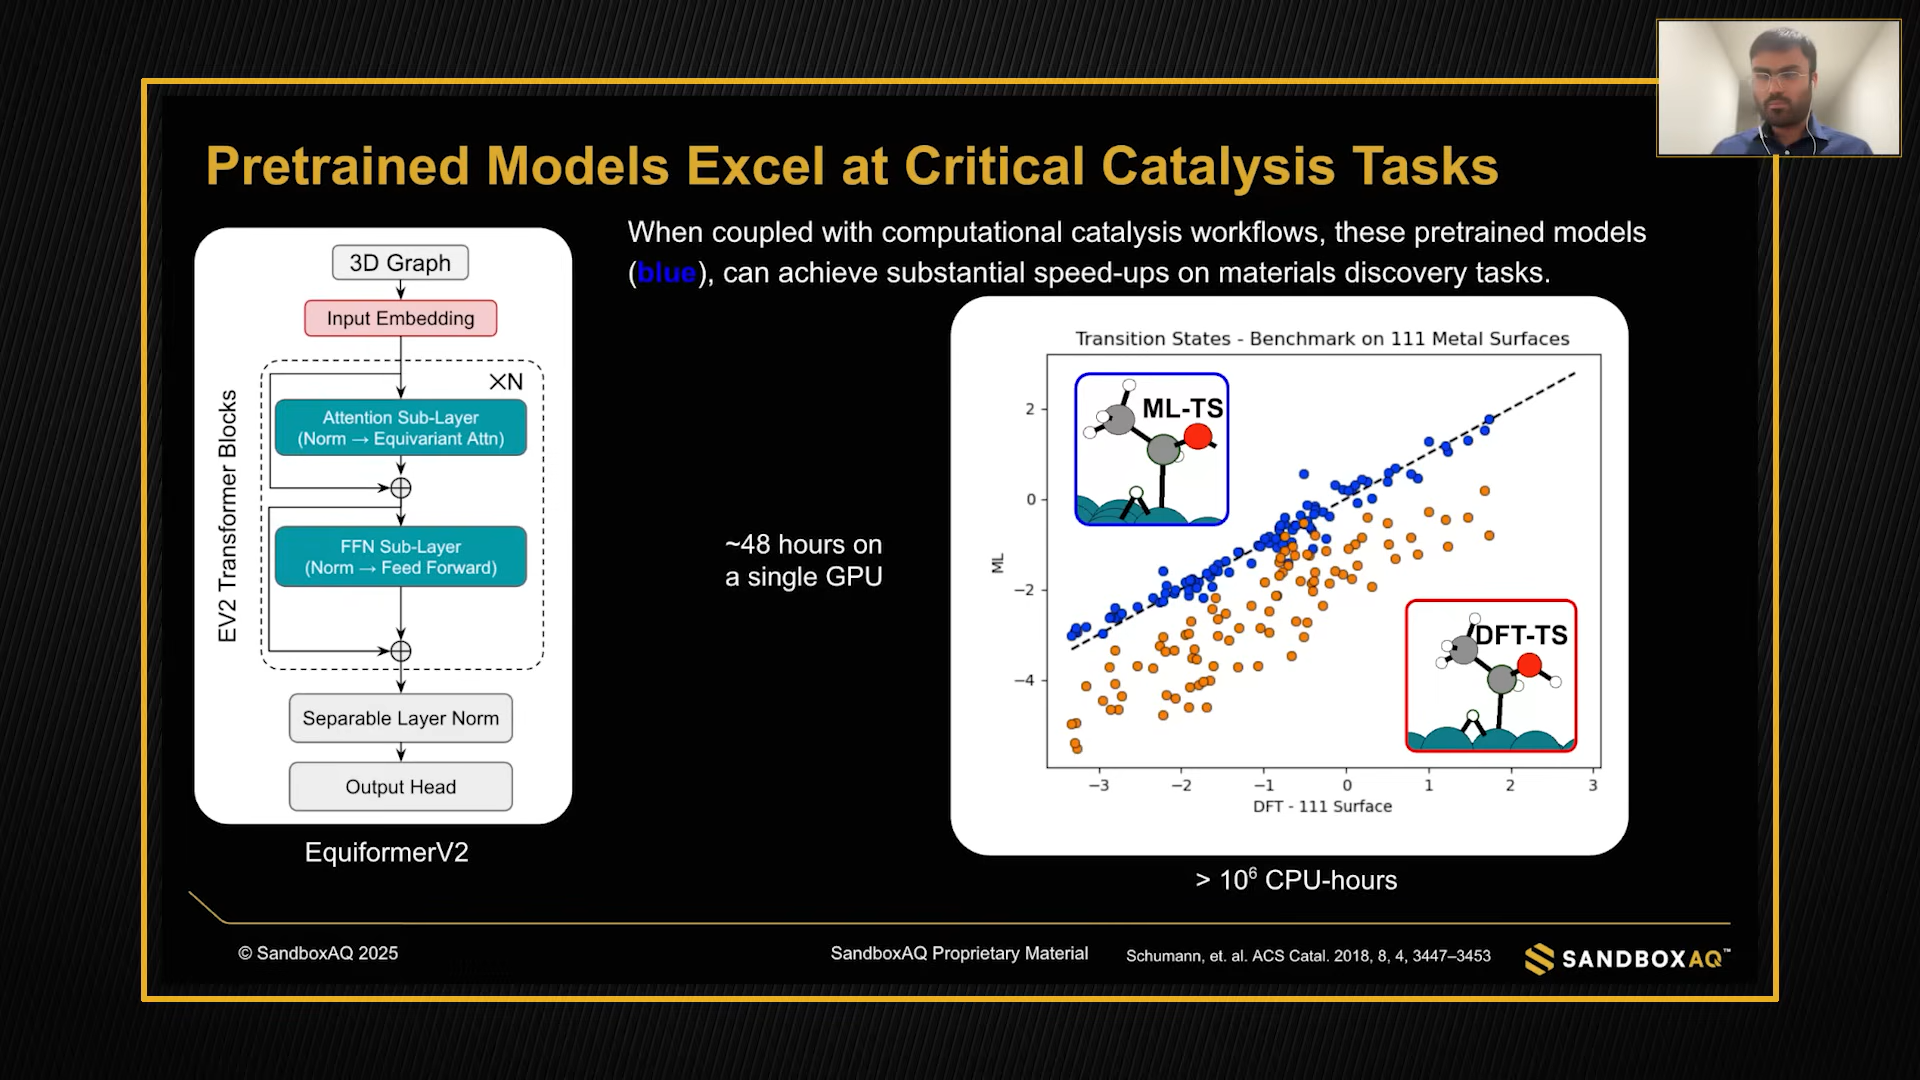 Pretrained Models Excel at Critical Catalysis Tasks
When coupled with computational catalysis workflows, these pretrained models
(blue), can achieve substantial speed-ups on materials discovery tasks.
3D Graph
Input Embedding
×N
Attention Sub-Layer
(Norm → Equivariant Attn)
FFN Sub-Layer
(Norm → Feed Forward)
EV2 Transformer Blocks
Separable Layer Norm
Output Head
EquiformerV2
~48 hours on
a single GPU
Transition States - Benchmark on 111 Metal Surfaces
ML-TS
DFT-TS
2
0
−2
−4
ML
−3 −2 −1 0 1 2 3
DFT - 111 Surface
> 10⁶ CPU-hours
© SandboxAQ 2025
SandboxAQ Proprietary Material
Schumann, et. al. ACS Catal. 2018, 8, 4, 3447–3453
SANDBOXAQ™